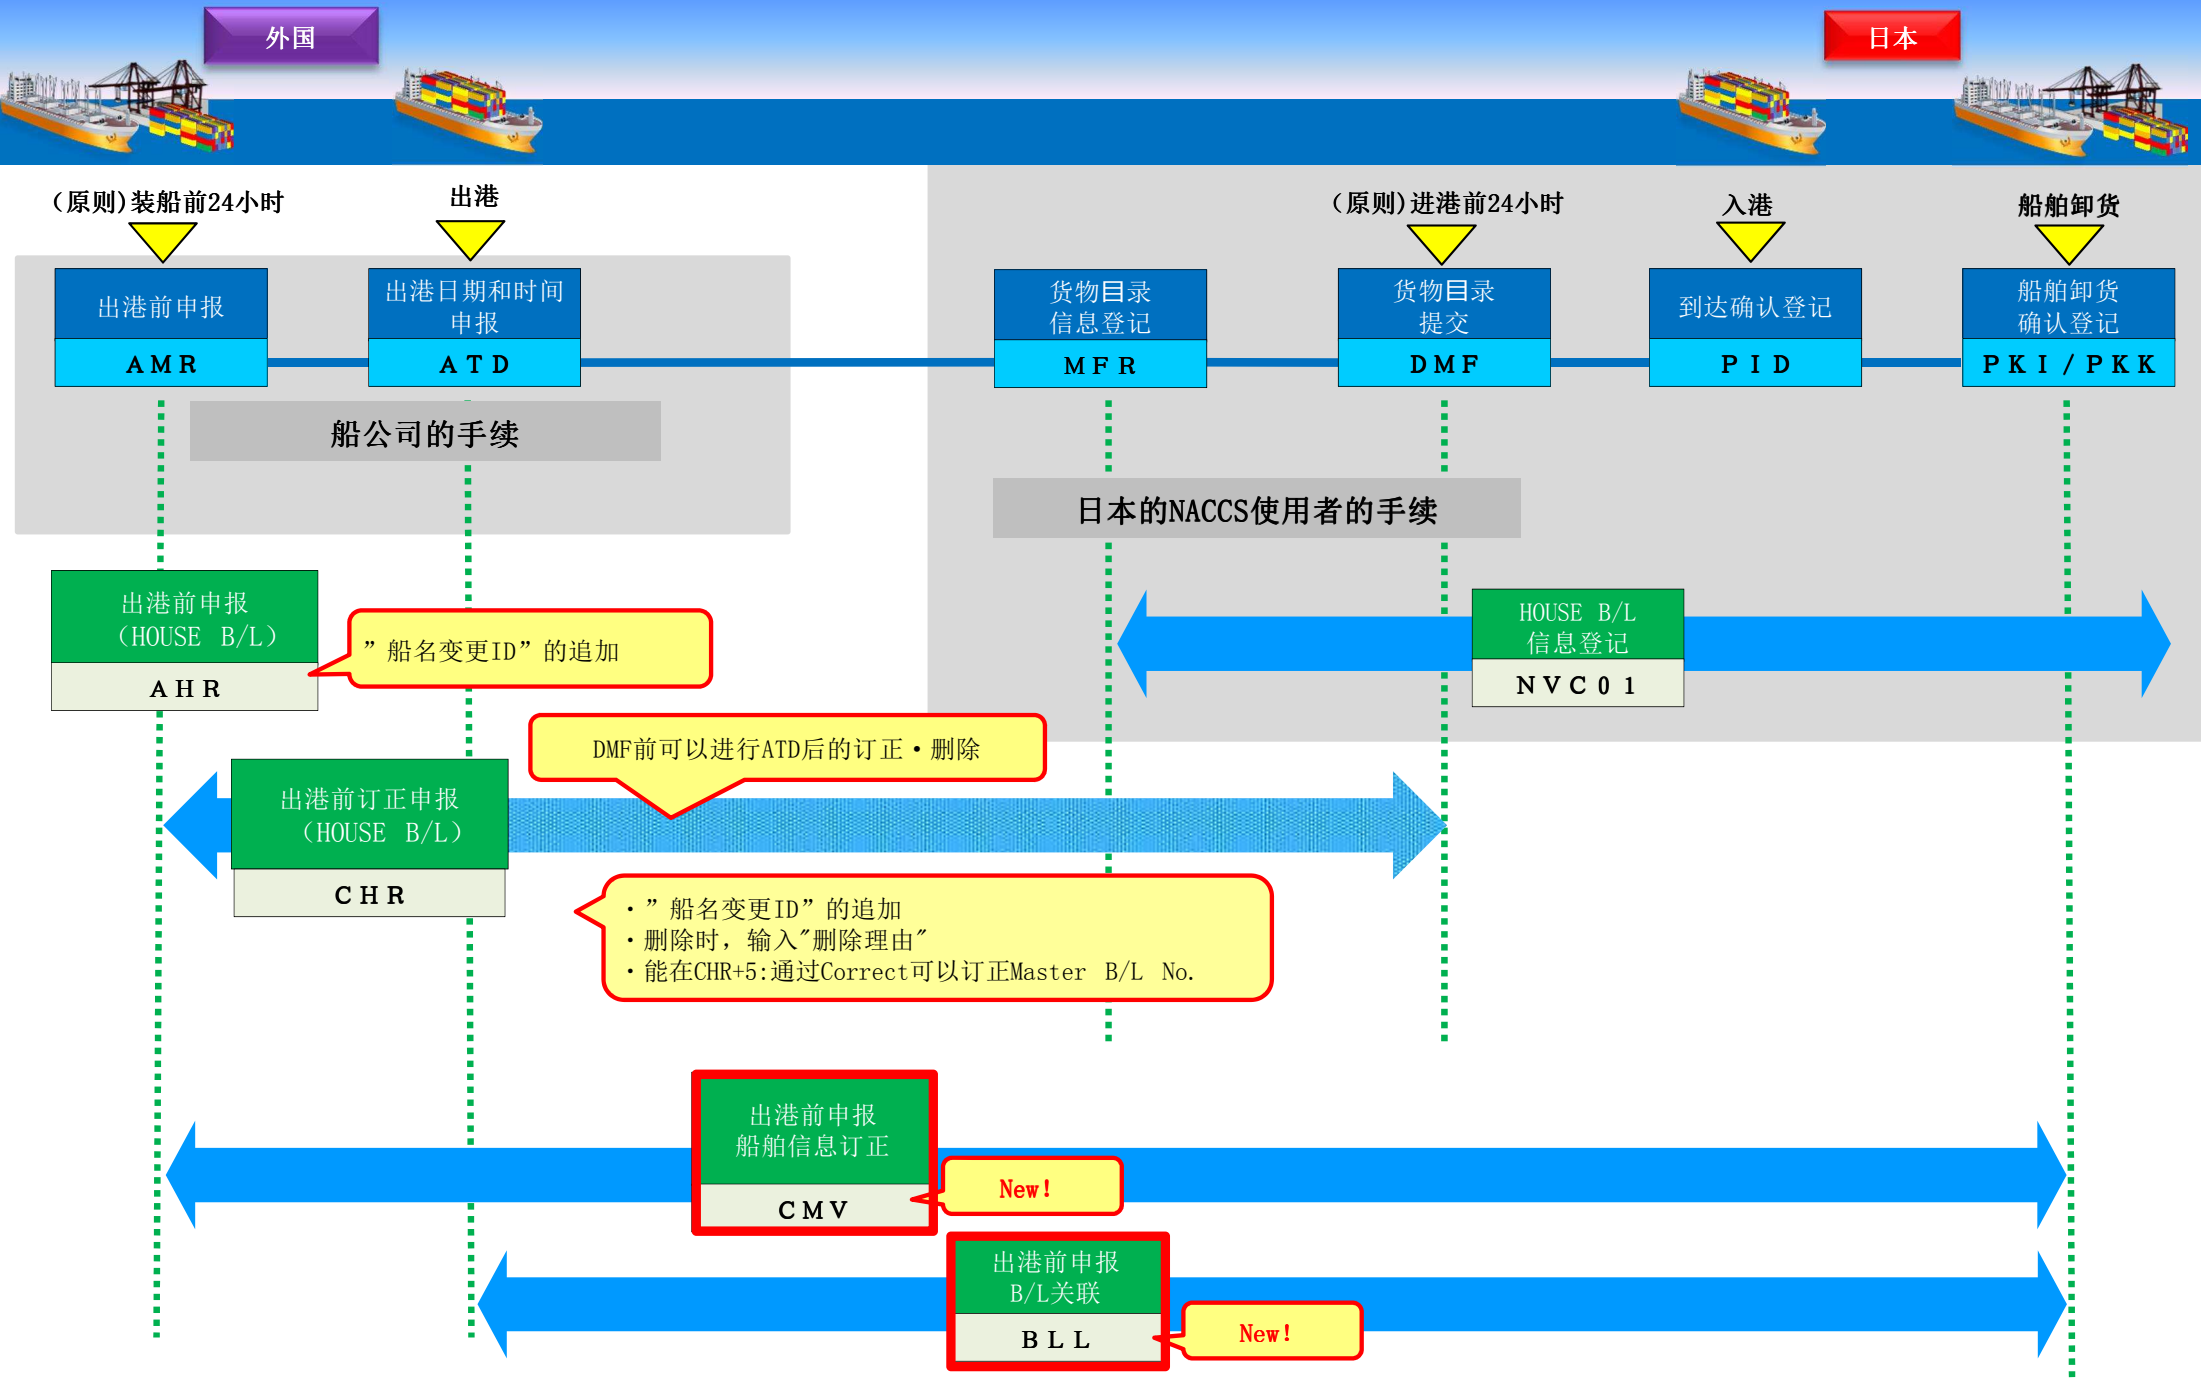 外国
日本
(原则)装船前24小时
出港
(原则)进港前24小时
入港
船舶卸货
出港前申报
AMR
出港日期和时间
申报
ATD
货物目录
信息登记
MFR
货物目录
提交
DMF
到达确认登记
PID
船舶卸货
确认登记
PKI/PKK
船公司的手续
日本的NACCS使用者的手续
出港前申报
（HOUSE B/L）
AHR
”船名变更ID”的追加
HOUSE B/L
信息登记
NVC01
DMF前可以进行ATD后的订正・删除
出港前订正申报
（HOUSE B/L）
CHR
・”船名变更ID”的追加
・删除时，输入″删除理由″
・能在CHR+5:通过Correct可以订正Master B/L No.
出港前申报
船舶信息订正
CMV
New!
出港前申报
B/L关联
BLL
New!